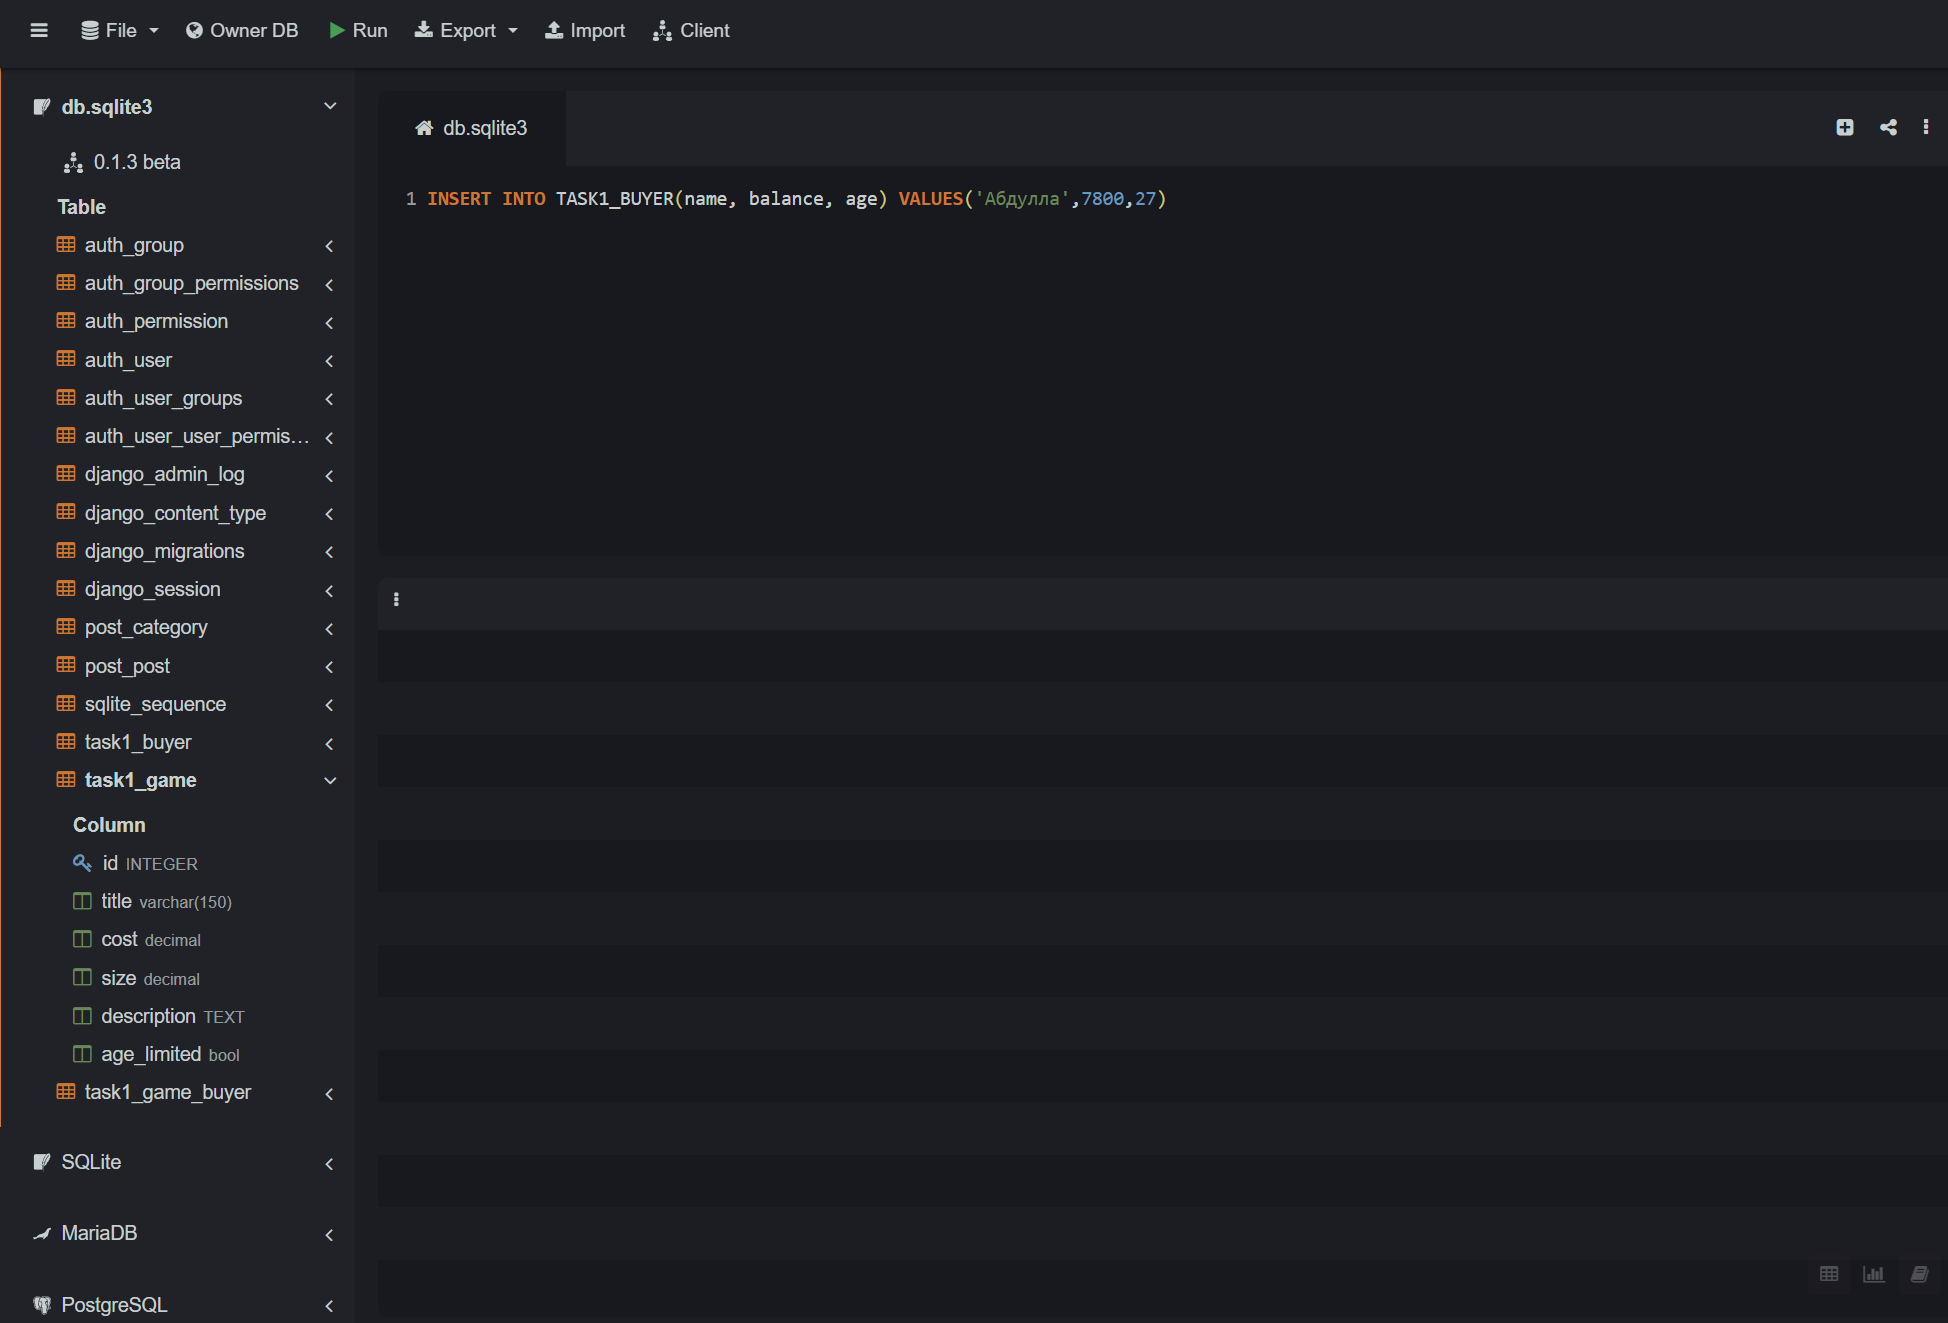 File Owner DB Run Export Import Client
db.sqlite3
0.1.3 beta
Table
auth_group
auth_group_permissions
auth_permission
auth_user
auth_user_groups
auth_user_user_permis...
django_admin_log
django_content_type
django_migrations
django_session
post_category
post_post
sqlite_sequence
task1_buyer
task1_game
Column
id INTEGER
title varchar(150)
cost decimal
size decimal
description TEXT
age_limited bool
task1_game_buyer
SQLite
MariaDB
PostgreSQL
db.sqlite3
1 INSERT INTO TASK1_BUYER(name, balance, age) VALUES('Абдулла',7800,27)